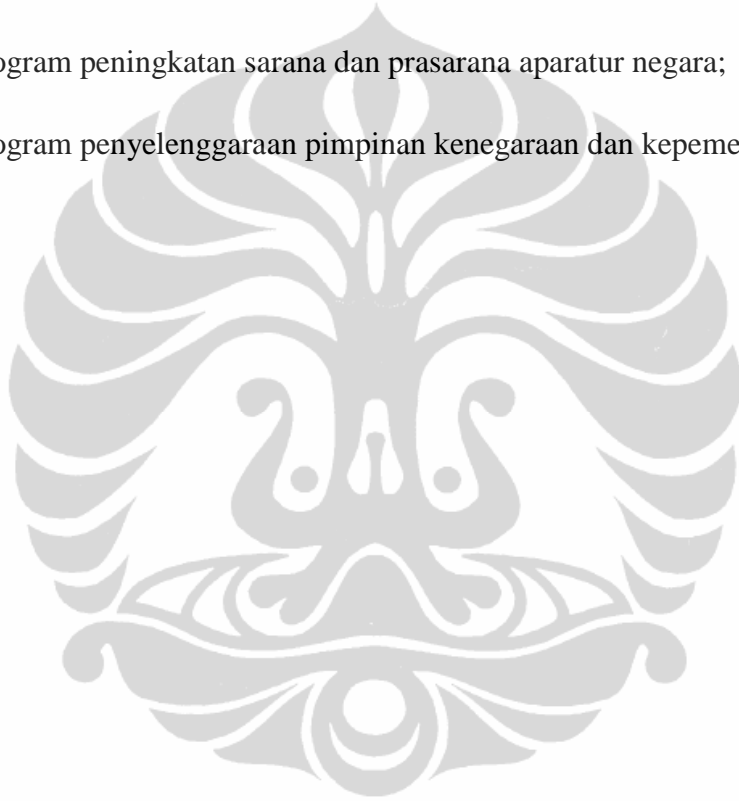 ogram peningkatan sarana dan prasarana aparatur negara;
ogram penyelenggaraan pimpinan kenegaraan dan kepeme